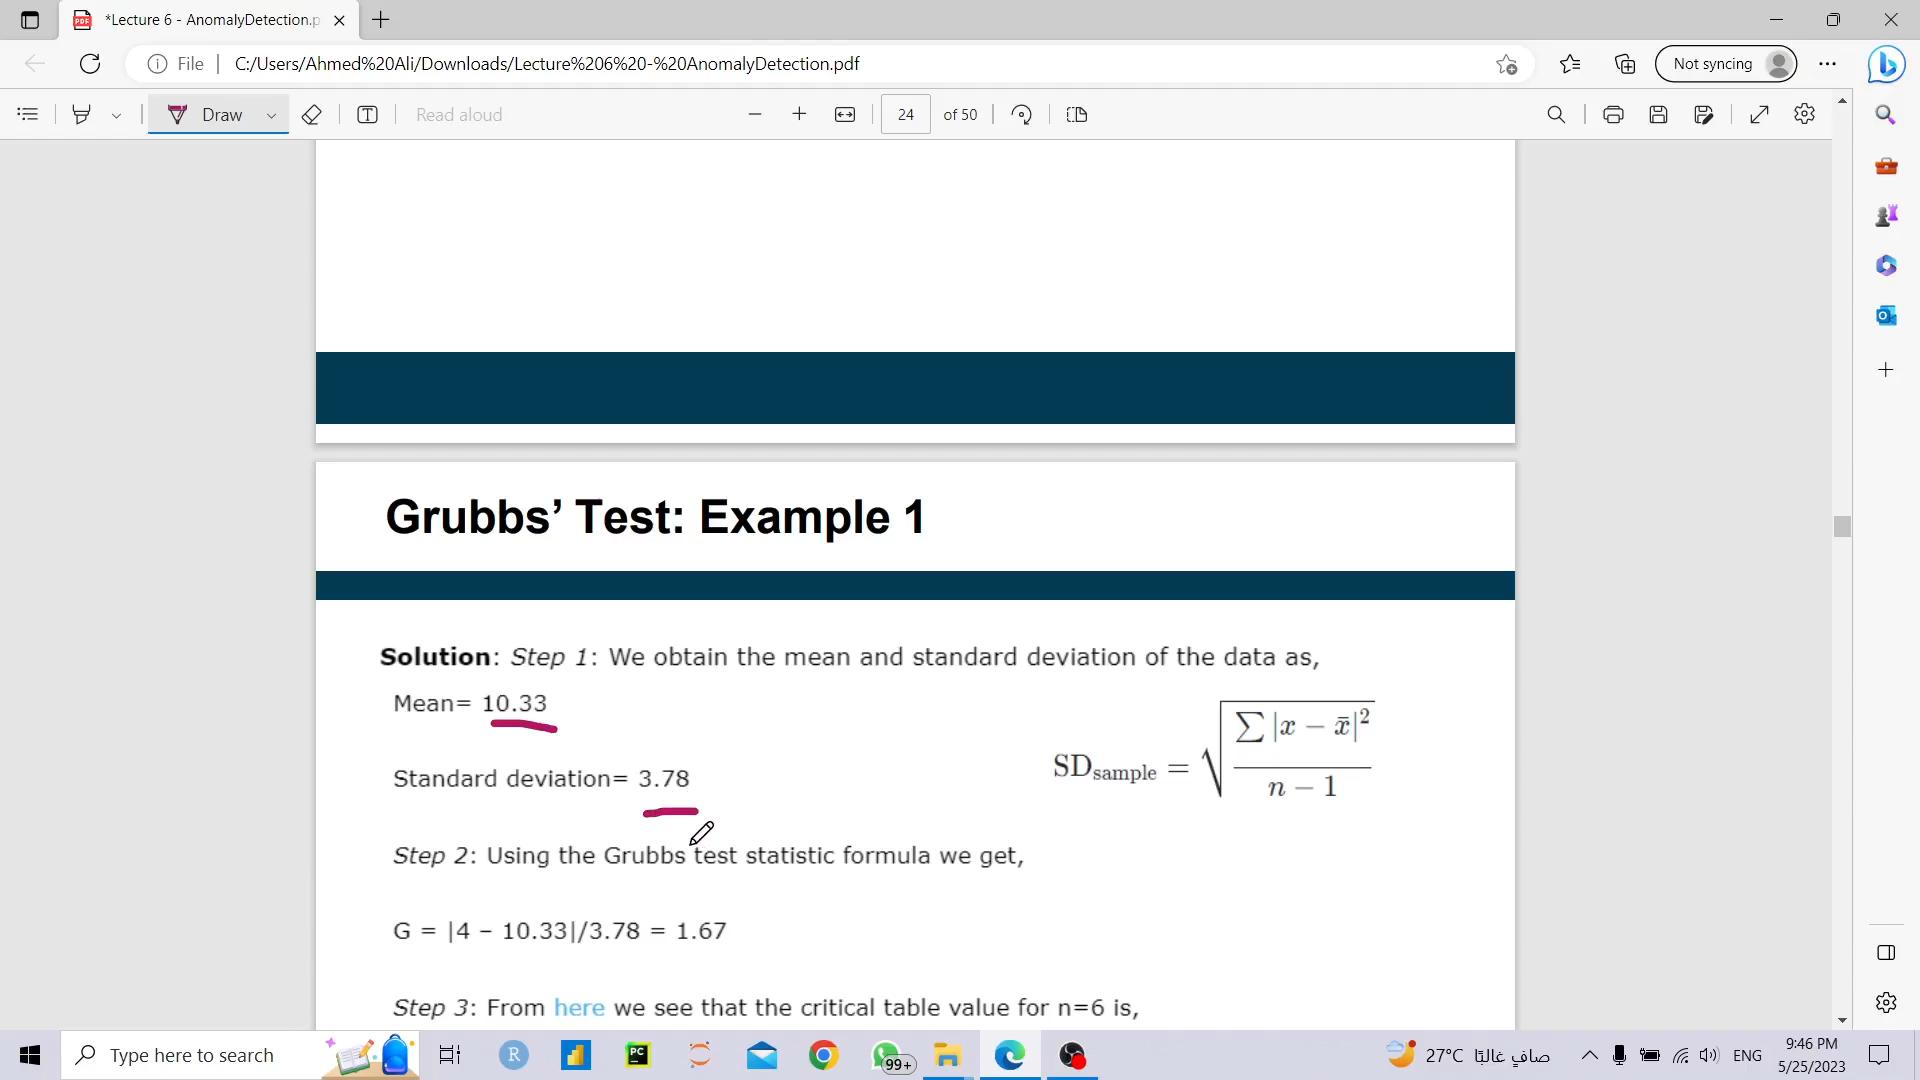 *Lecture 6 - AnomalyDetection.p
File
C:/Users/Ahmed%20Ali/Downloads/Lecture%206%20-%20AnomalyDetection.pdf
Not syncing
Draw
Read aloud
24 of 50
Grubbs’ Test: Example 1
Solution: Step 1: We obtain the mean and standard deviation of the data as,
Mean= 10.33
Standard deviation= 3.78
SDsample = √(∑ |x − x̄|² / n − 1)
Step 2: Using the Grubbs test statistic formula we get,
G = |4 – 10.33|/3.78 = 1.67
Step 3: From here we see that the critical table value for n=6 is,
Type here to search
R
PC
99+
27°C صافٍ غالبًا
ENG
9:46 PM
5/25/2023